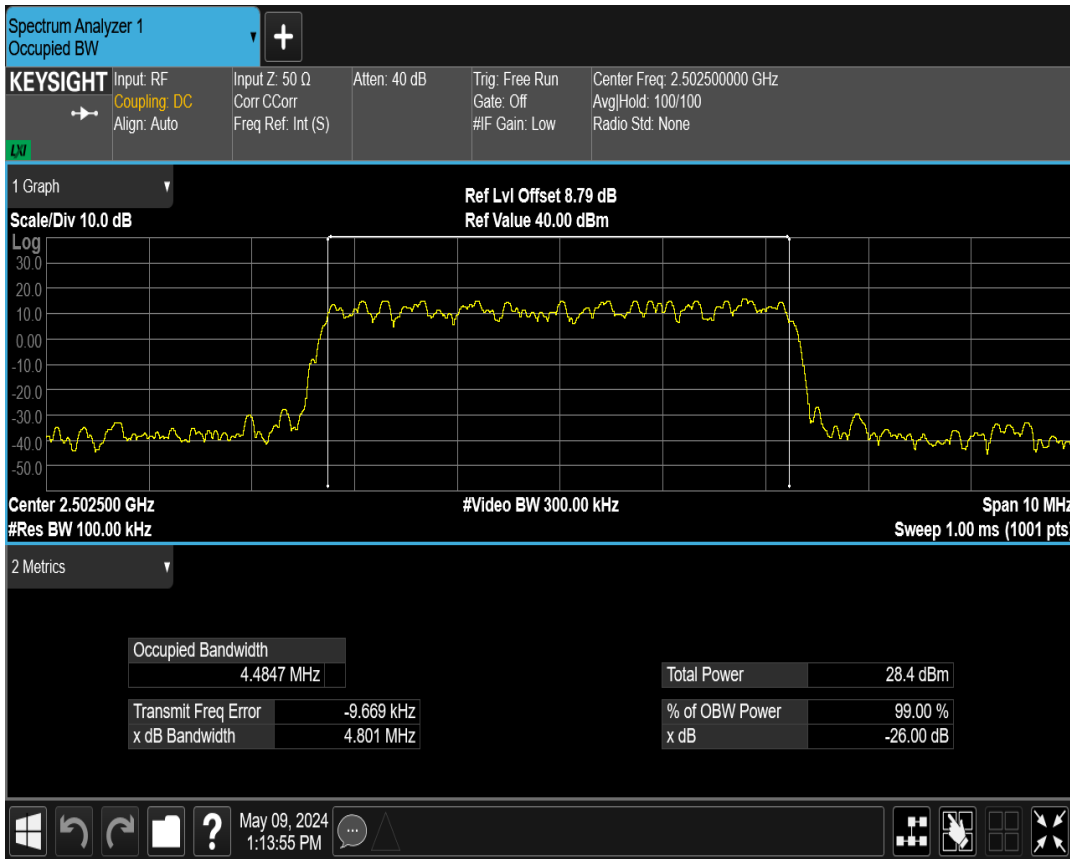 Spectrum Analyzer 1
Occupied BW
KEYSIGHT
LXI
Input: RF
Coupling: DC
Align: Auto
Input Z: 50 Ω
Corr CCorr
Freq Ref: Int (S)
Atten: 40 dB
Trig: Free Run
Gate: Off
#IF Gain: Low
Center Freq: 2.502500000 GHz
Avg|Hold: 100/100
Radio Std: None
1 Graph
Scale/Div 10.0 dB
Ref Lvl Offset 8.79 dB
Ref Value 40.00 dBm
Log
30.0
20.0
10.0
0.00
-10.0
-20.0
-30.0
-40.0
-50.0
Center 2.502500 GHz
#Video BW 300.00 kHz
Span 10 MHz
#Res BW 100.00 kHz
Sweep 1.00 ms (1001 pts)
2 Metrics
Occupied Bandwidth
4.4847 MHz
Total Power 28.4 dBm
Transmit Freq Error -9.669 kHz
% of OBW Power 99.00 %
x dB Bandwidth 4.801 MHz
x dB -26.00 dB
May 09, 2024
1:13:55 PM